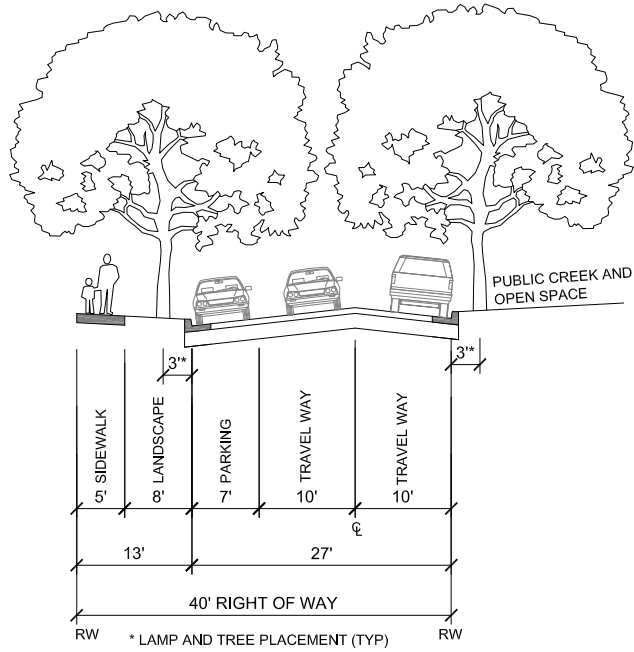 PUBLIC CREEK AND
OPEN SPACE
3'*
3'*
SIDEWALK
LANDSCAPE
PARKING
TRAVEL WAY
TRAVEL WAY
5'
8'
7'
10'
10'
℄
13'
27'
40' RIGHT OF WAY
RW
* LAMP AND TREE PLACEMENT (TYP)
RW